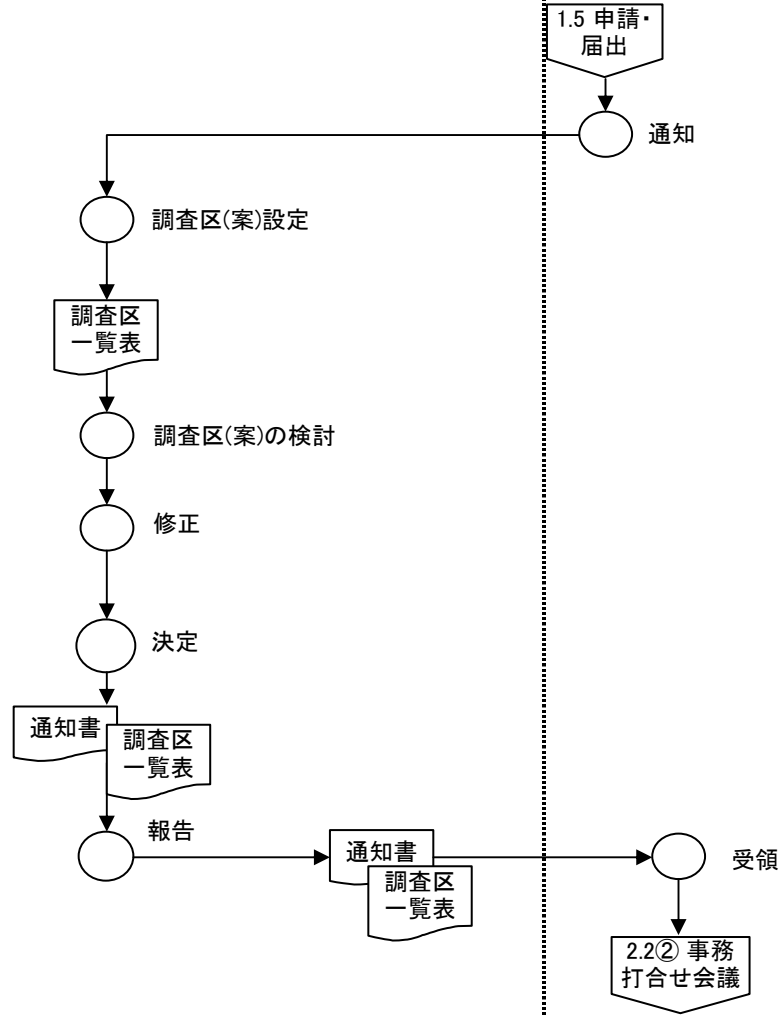 1.5 申請・
届出
通知
調査区(案)設定
調査区
一覧表
調査区(案)の検討
修正
決定
通知書
調査区
一覧表
報告
通知書
調査区
一覧表
受領
2.2② 事務
打合せ会議